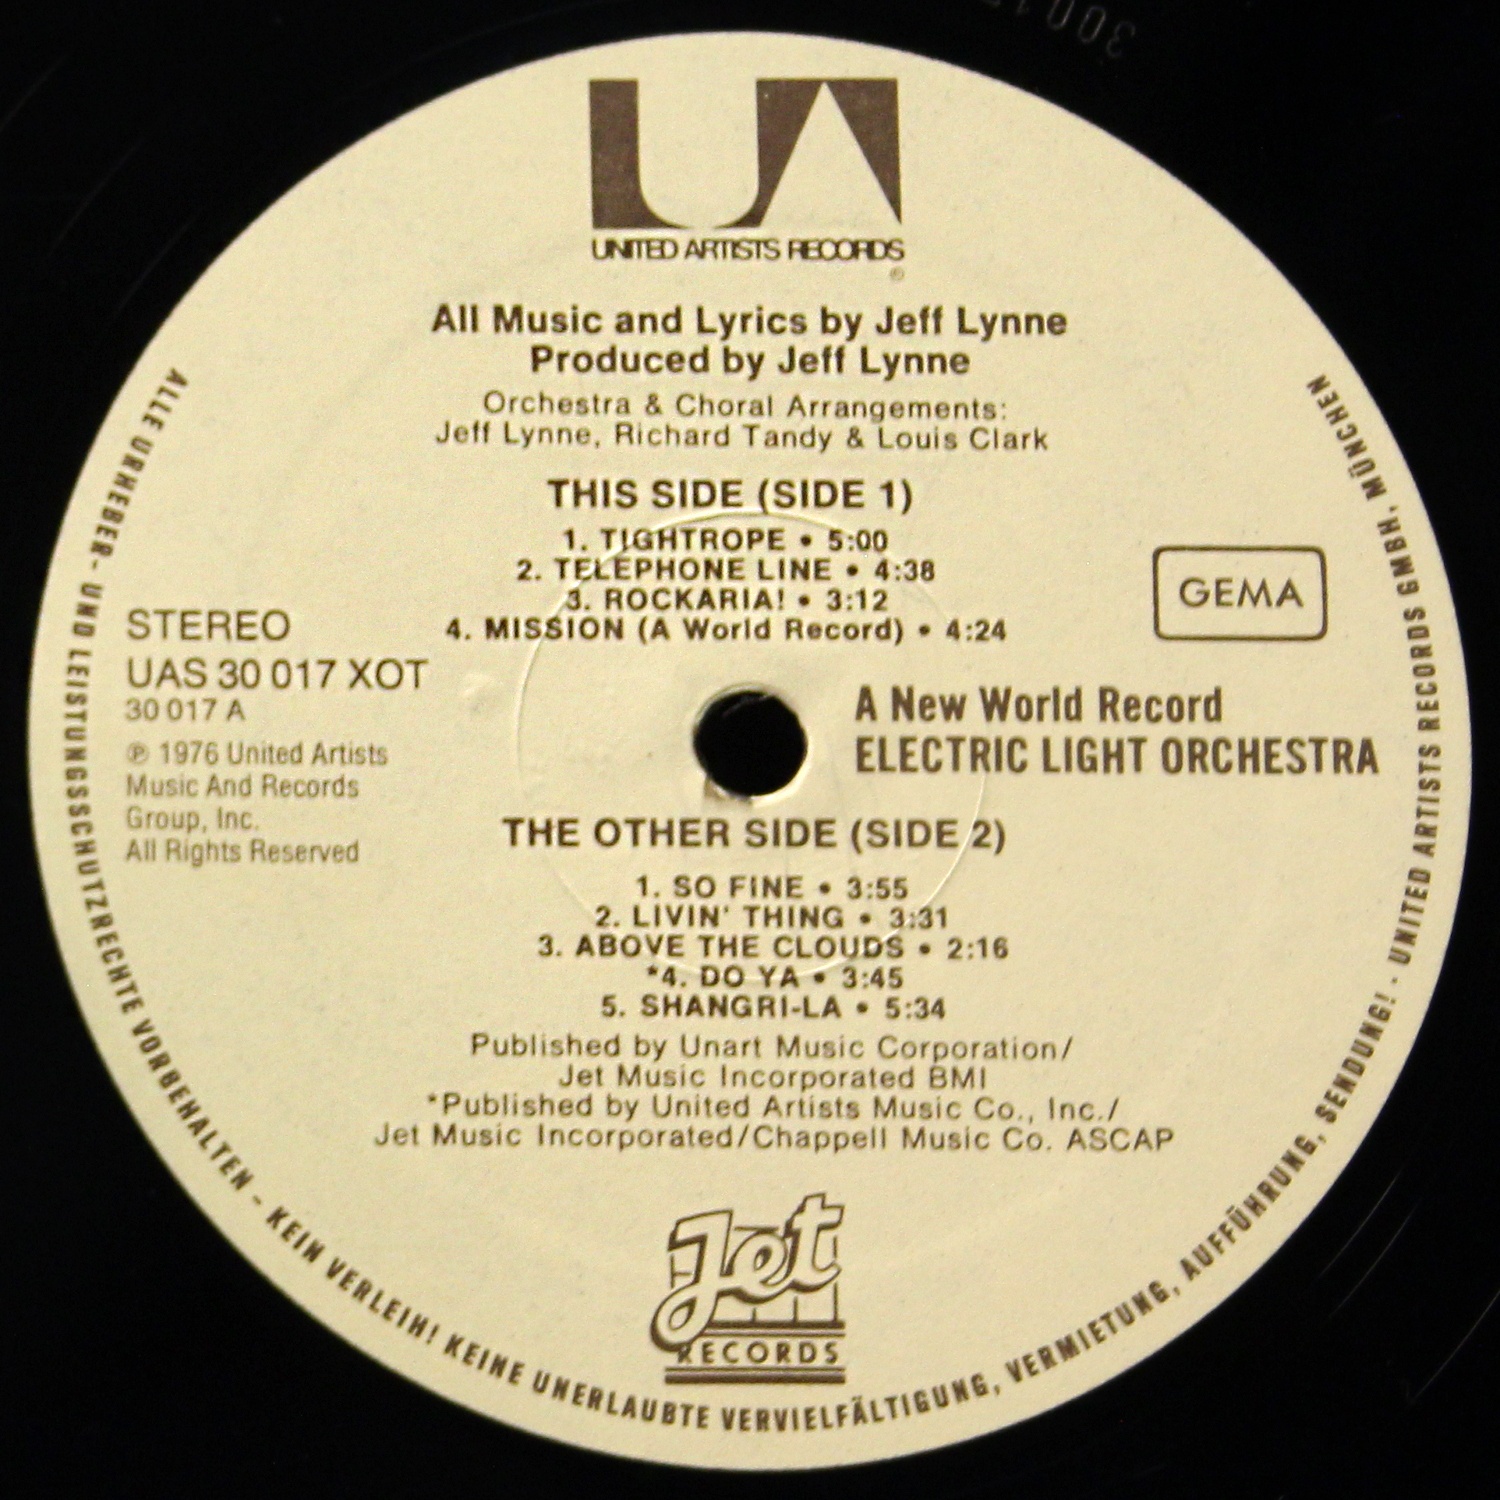 UNITED ARTISTS RECORDS
All Music and Lyrics by Jeff Lynne
Produced by Jeff Lynne
Orchestra & Choral Arrangements:
Jeff Lynne, Richard Tandy & Louis Clark
THIS SIDE (SIDE 1)
1. TIGHTROPE • 5:00
2. TELEPHONE LINE • 4:38
3. ROCKARIA! • 3:12
4. MISSION (A World Record) • 4:24
STEREO
UAS 30 017 XOT
30 017 A
℗ 1976 United Artists
Music And Records
Group, Inc.
All Rights Reserved
GEMA
A New World Record
ELECTRIC LIGHT ORCHESTRA
THE OTHER SIDE (SIDE 2)
1. SO FINE • 3:55
2. LIVIN' THING • 3:31
3. ABOVE THE CLOUDS • 2:16
*4. DO YA • 3:45
5. SHANGRI-LA • 5:34
Published by Unart Music Corporation/
Jet Music Incorporated BMI
*Published by United Artists Music Co., Inc./
Jet Music Incorporated/Chappell Music Co. ASCAP
Jet
RECORDS
ALLE URHEBER- UND LEISTUNGSSCHUTZRECHTE VORBEHALTEN - KEIN VERLEIH! KEINE UNERLAUBTE VERVIELFÄLTIGUNG, VERMIETUNG, AUFFÜHRUNG, SENDUNG! · UNITED ARTISTS RECORDS GMBH, MÜNCHEN